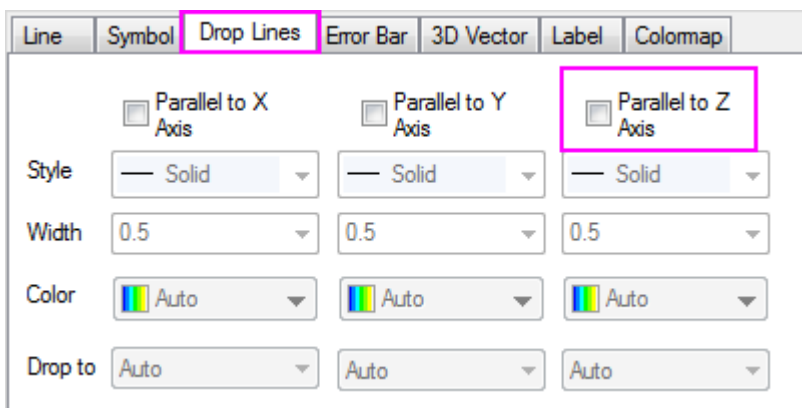 Line Symbol Drop Lines Error Bar 3D Vector Label Colormap
Parallel to X Axis Parallel to Y Axis Parallel to Z Axis
Style Solid Solid Solid
Width 0.5 0.5 0.5
Color Auto Auto Auto
Drop to Auto Auto Auto